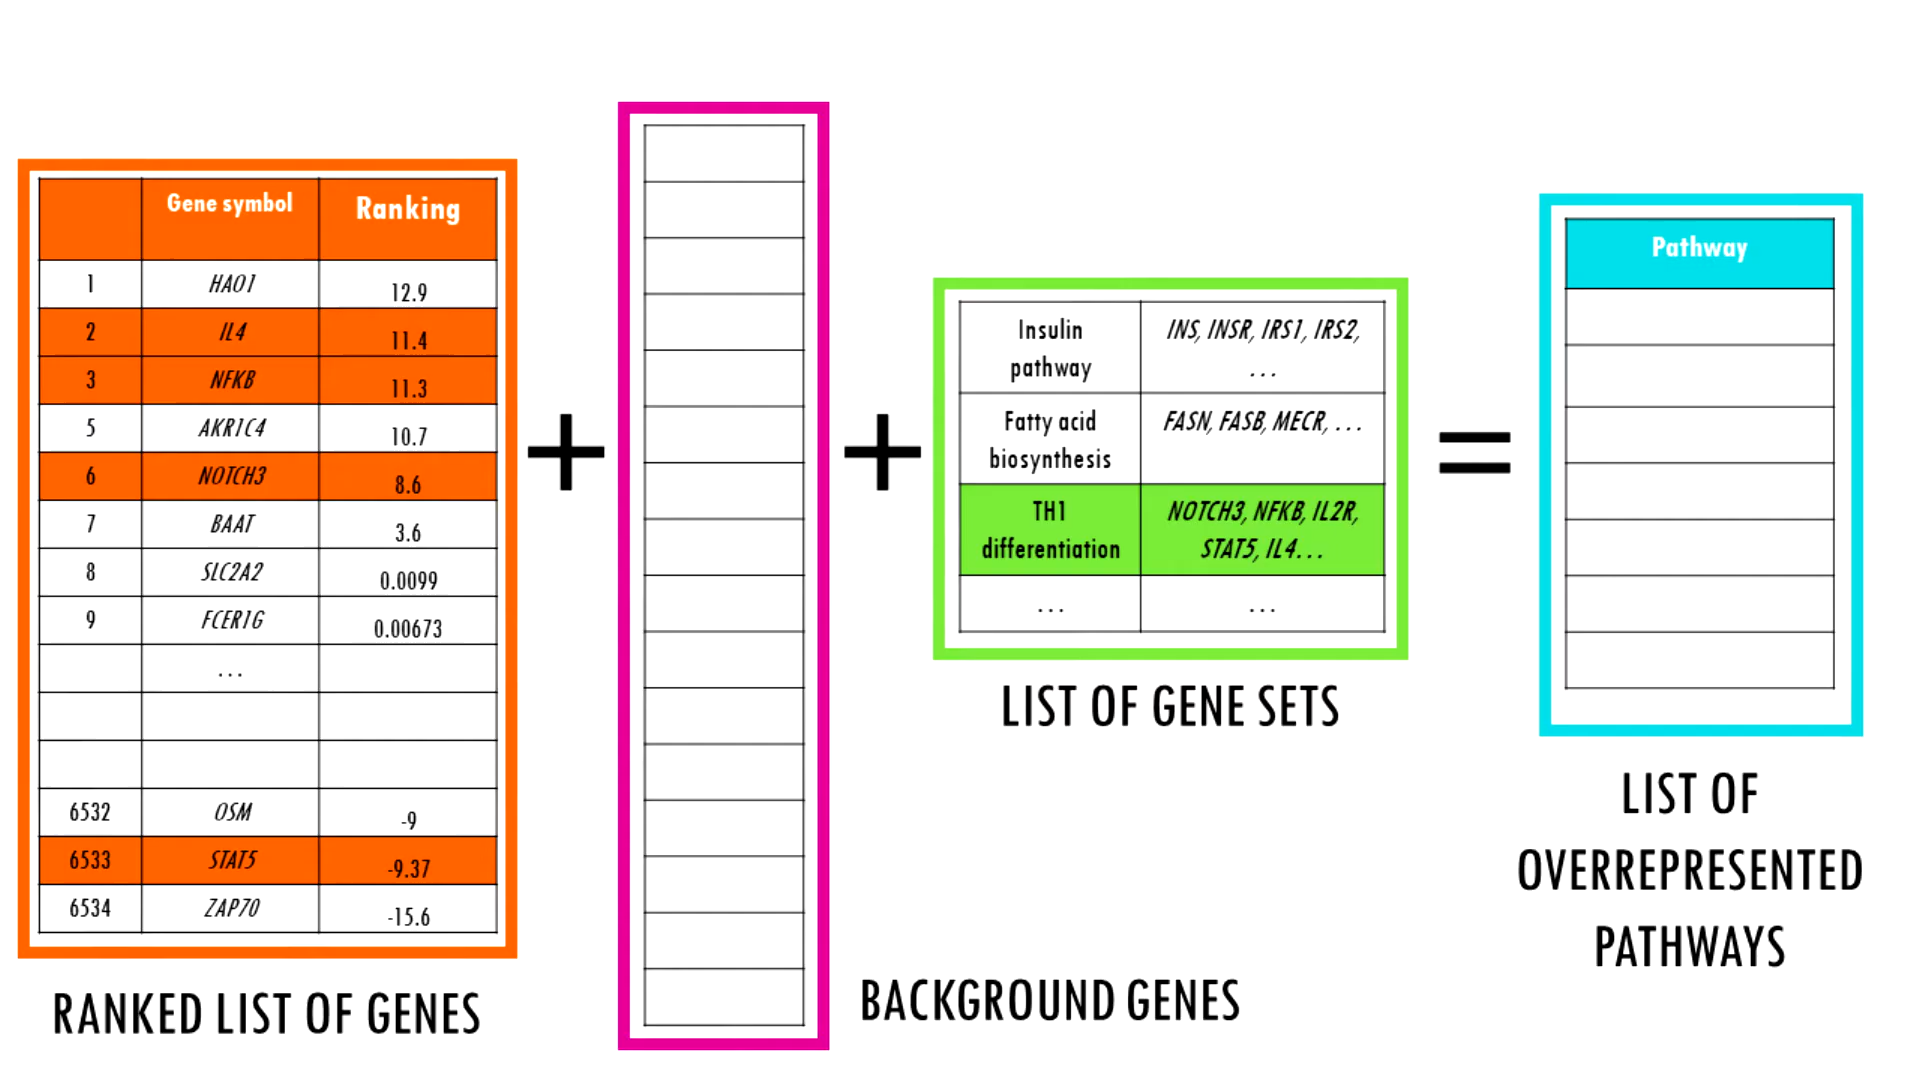 Gene symbol Ranking
1 HAO1 12.9
2 IL4 11.4
3 NFKB 11.3
5 AKR1C4 10.7
6 NOTCH3 8.6
7 BAAT 3.6
8 SLC2A2 0.0099
9 FCER1G 0.00673
...
6532 OSM -9
6533 STAT5 -9.37
6534 ZAP70 -15.6
RANKED LIST OF GENES
+
BACKGROUND GENES
+
Insulin
pathway
INS, INSR, IRS1, IRS2,
...
Fatty acid
biosynthesis
FASN, FASB, MECR, ...
TH1
differentiation
NOTCH3, NFKB, IL2R,
STAT5, IL4...
... ...
LIST OF GENE SETS
=
Pathway
LIST OF
OVERREPRESENTED
PATHWAYS